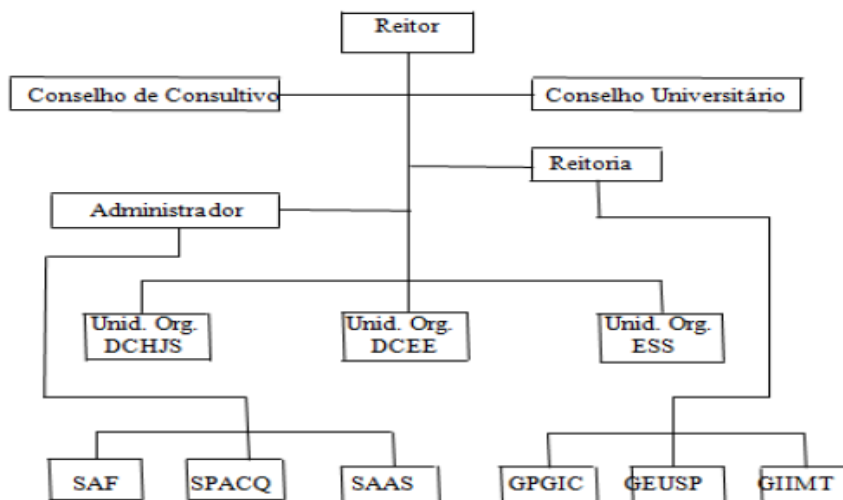 Reitor
Conselho de Consultivo
Conselho Universitário
Reitoria
Administrador
Unid. Org.
DCHJS
Unid. Org.
DCEE
Unid. Org.
ESS
SAF
SPACQ
SAAS
GPGIC
GEUSP
GIIMT